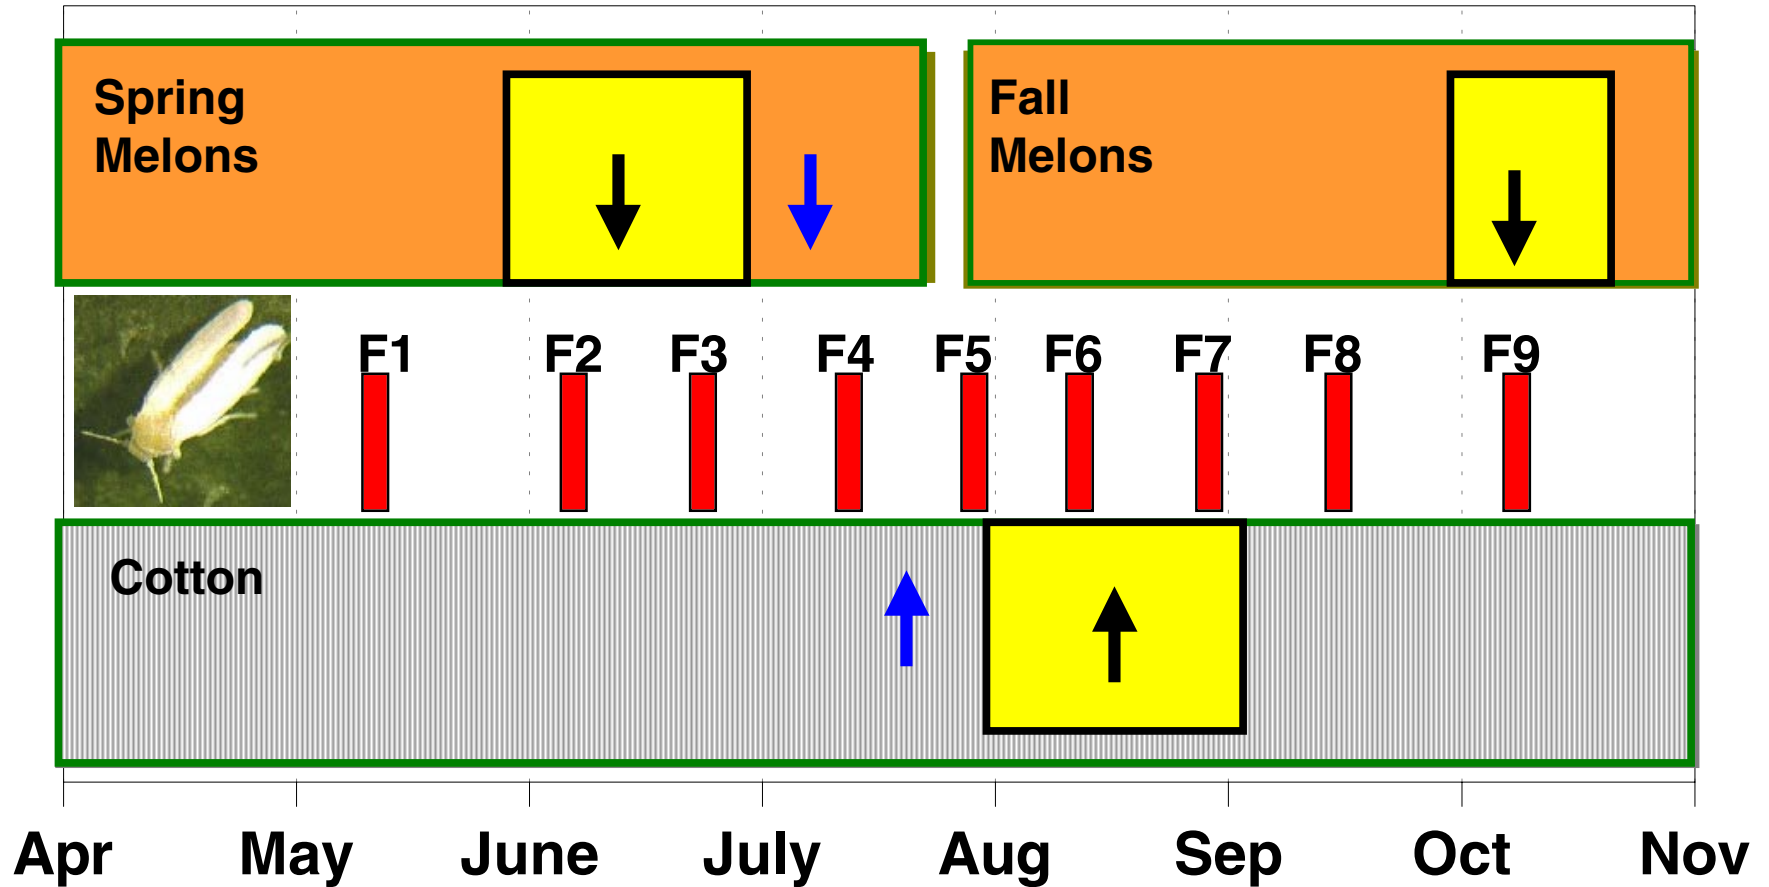 Spring
Melons
Fall
Melons
F1 F2 F3 F4 F5 F6 F7 F8 F9
Cotton
Apr May June July Aug Sep Oct Nov